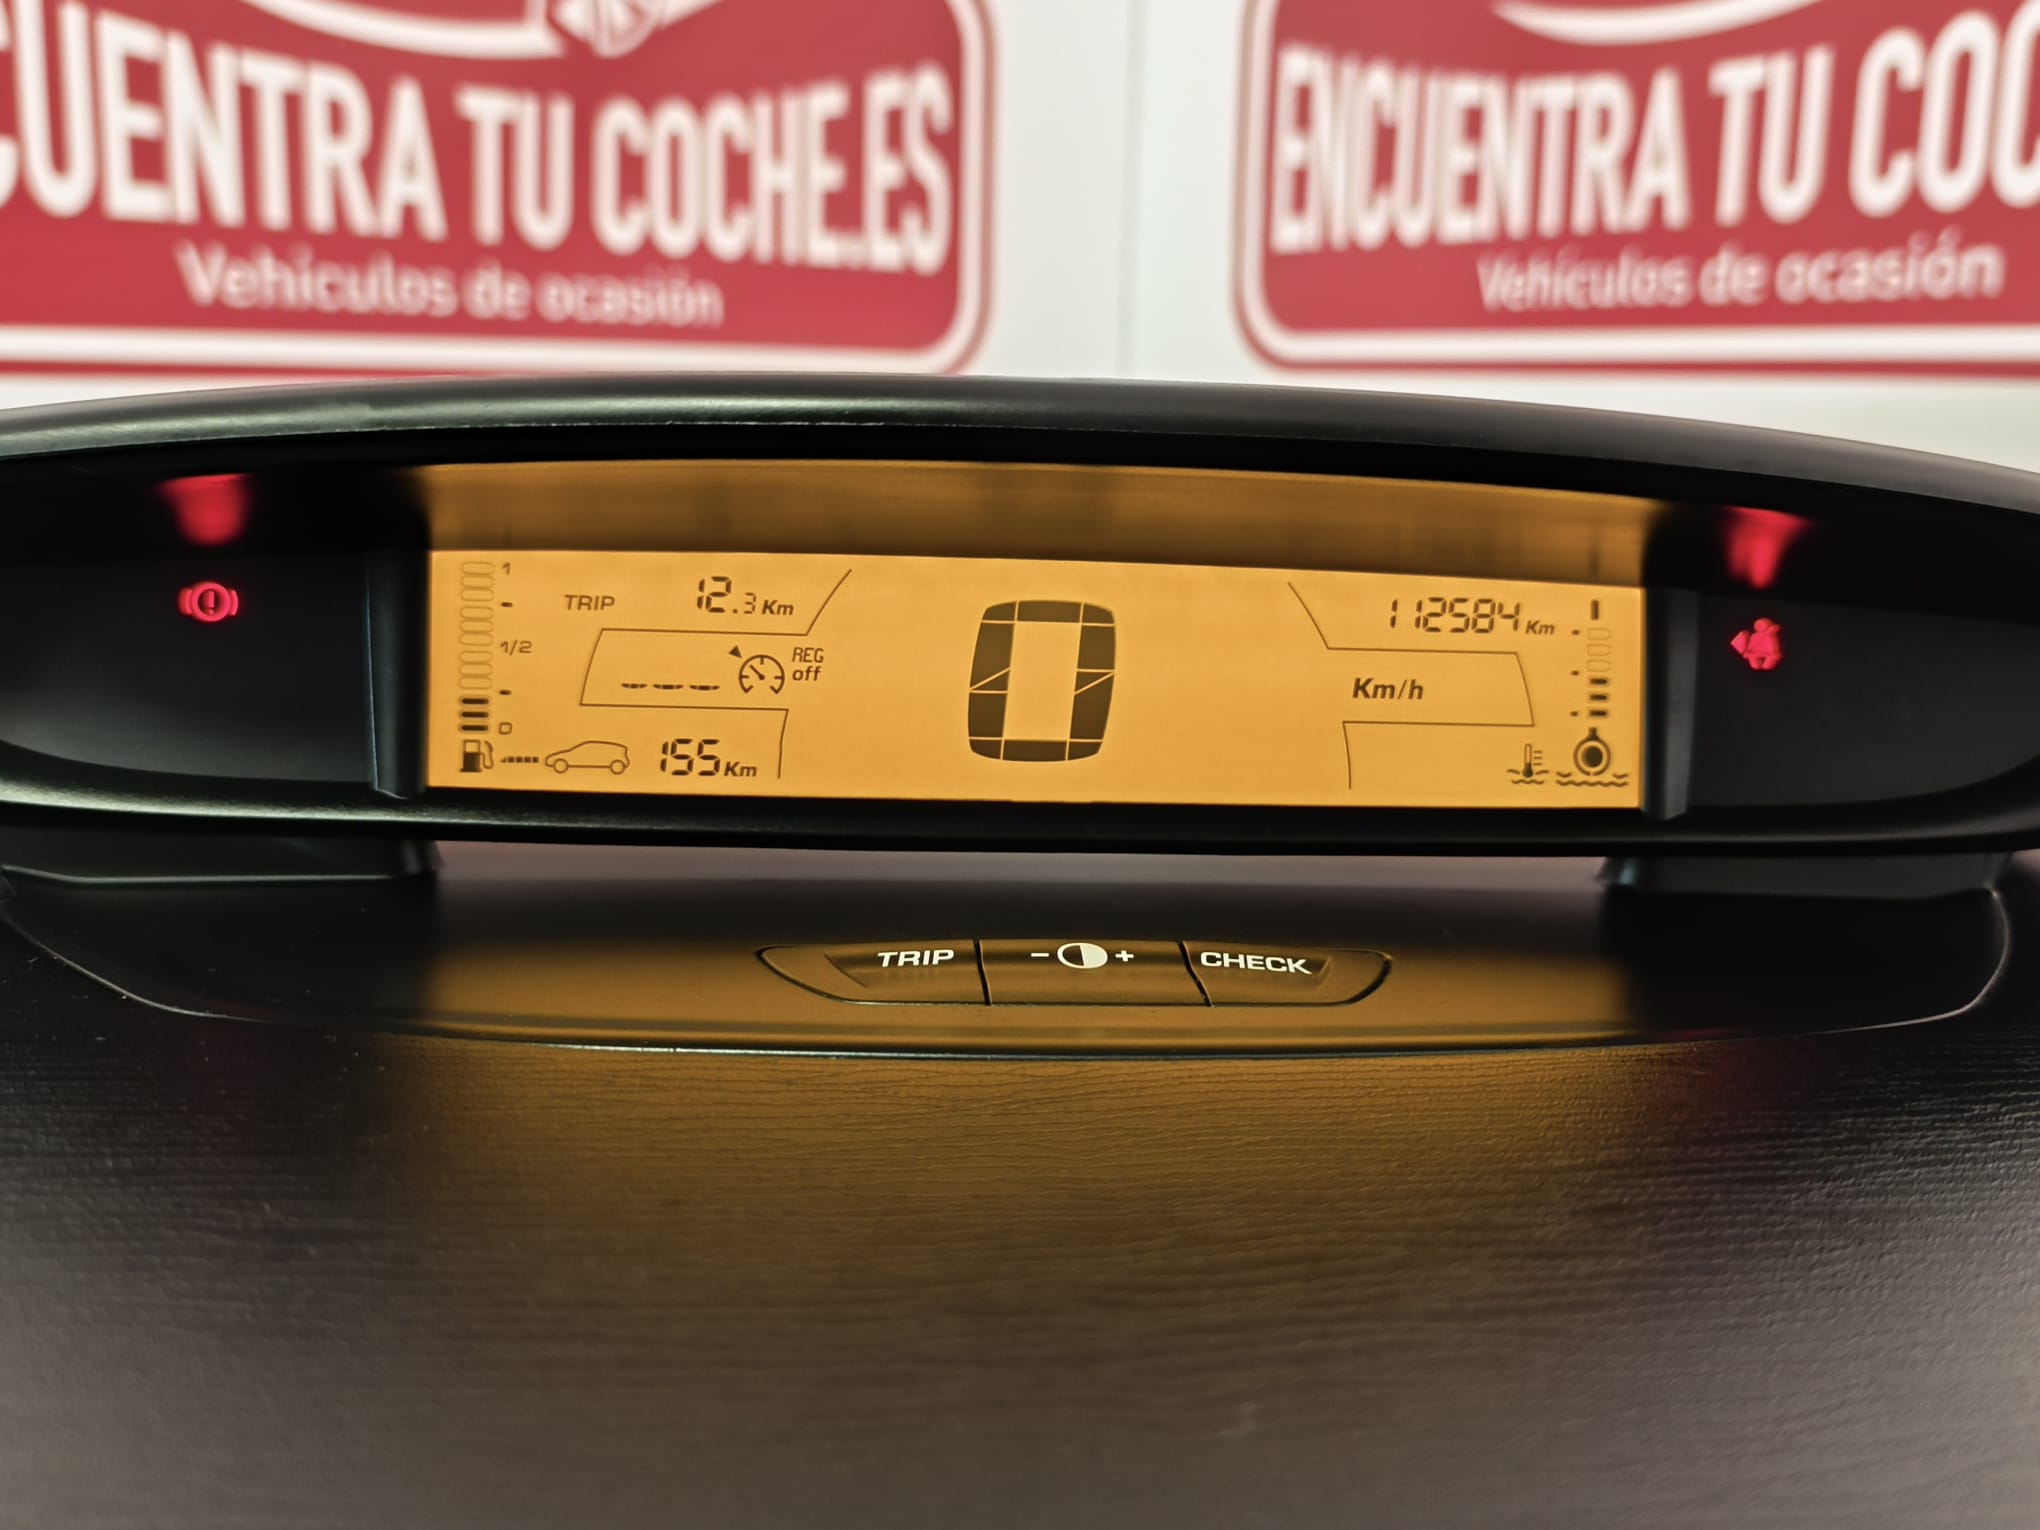 CUENTRA TU COCHE.ES
Vehículos de ocasión
ENCUENTRA TU COC
Vehículos de ocasión
1
TRIP 12.3 Km
1/2
REG
off
---
0
155 Km
0
112584 Km
Km/h
TRIP
- +
CHECK